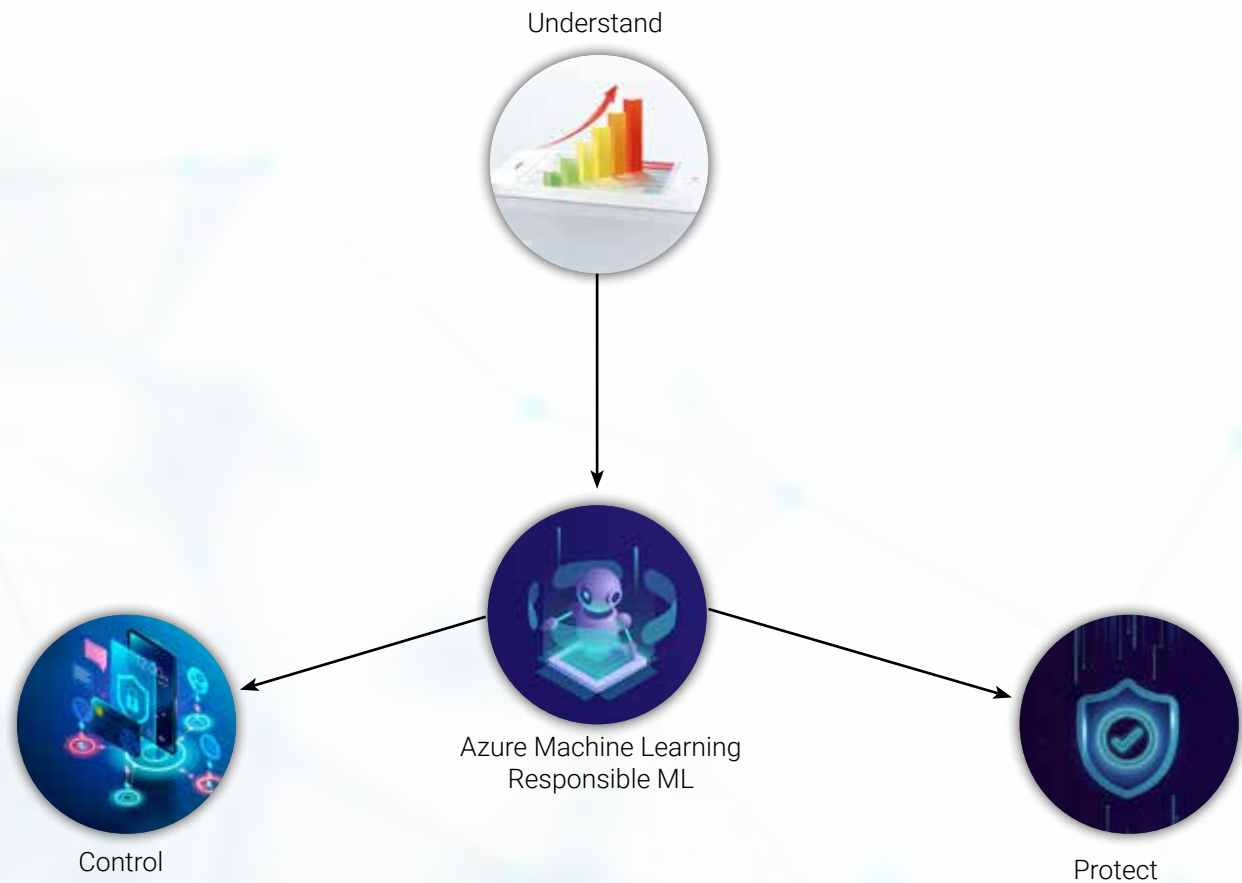 Understand
Azure Machine Learning
Responsible ML
Control
Protect